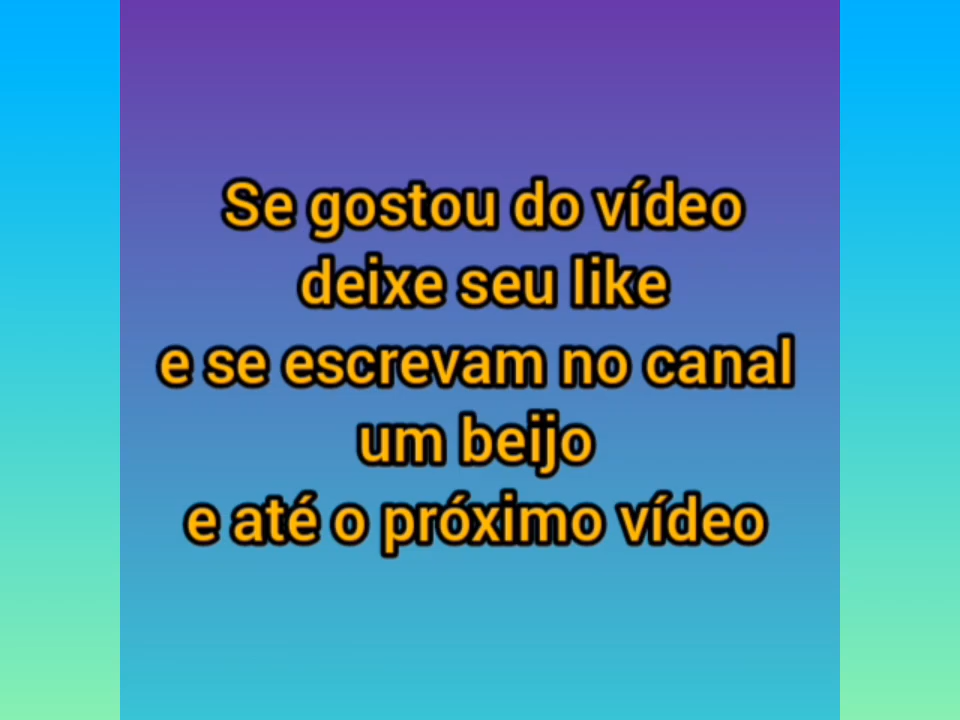 Se gostou do vídeo
deixe seu like
e se escrevam no canal
um beijo
e até o próximo vídeo